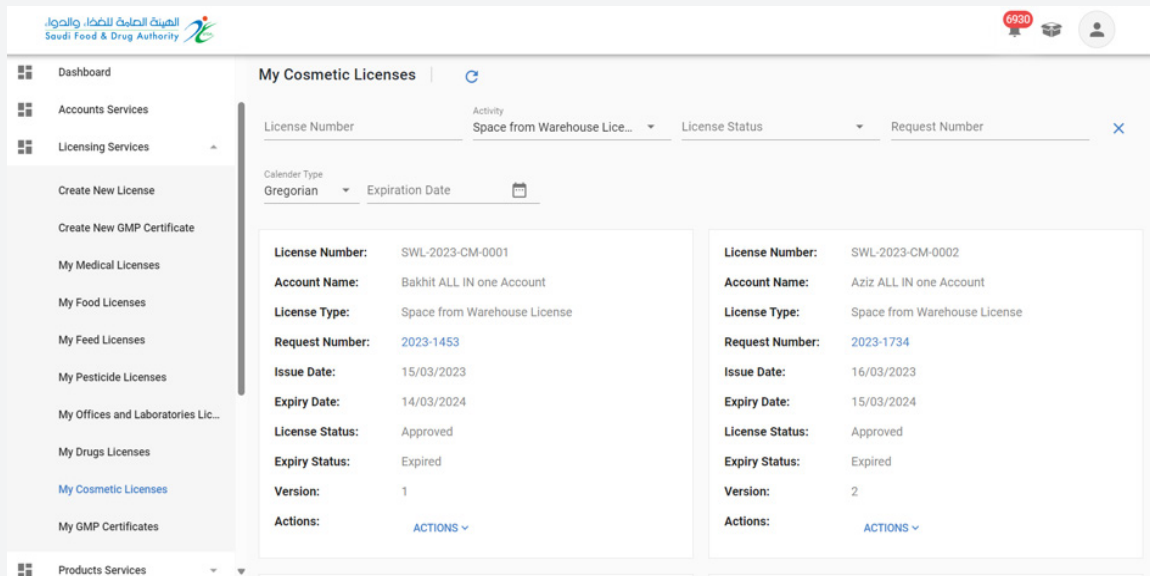 الهيئة العامة للغذاء والدواء
Saudi Food & Drug Authority
6930
Dashboard
Accounts Services
Licensing Services
Create New License
Create New GMP Certificate
My Medical Licenses
My Food Licenses
My Feed Licenses
My Pesticide Licenses
My Offices and Laboratories Lic...
My Drugs Licenses
My Cosmetic Licenses
My GMP Certificates
Products Services
My Cosmetic Licenses
License Number
Activity
Space from Warehouse Lice...
License Status
Request Number
Calender Type
Gregorian
Expiration Date
License Number: SWL-2023-CM-0001
Account Name: Bakhit ALL IN one Account
License Type: Space from Warehouse License
Request Number: 2023-1453
Issue Date: 15/03/2023
Expiry Date: 14/03/2024
License Status: Approved
Expiry Status: Expired
Version: 1
Actions: ACTIONS
License Number: SWL-2023-CM-0002
Account Name: Aziz ALL IN one Account
License Type: Space from Warehouse License
Request Number: 2023-1734
Issue Date: 16/03/2023
Expiry Date: 15/03/2024
License Status: Approved
Expiry Status: Expired
Version: 2
Actions: ACTIONS